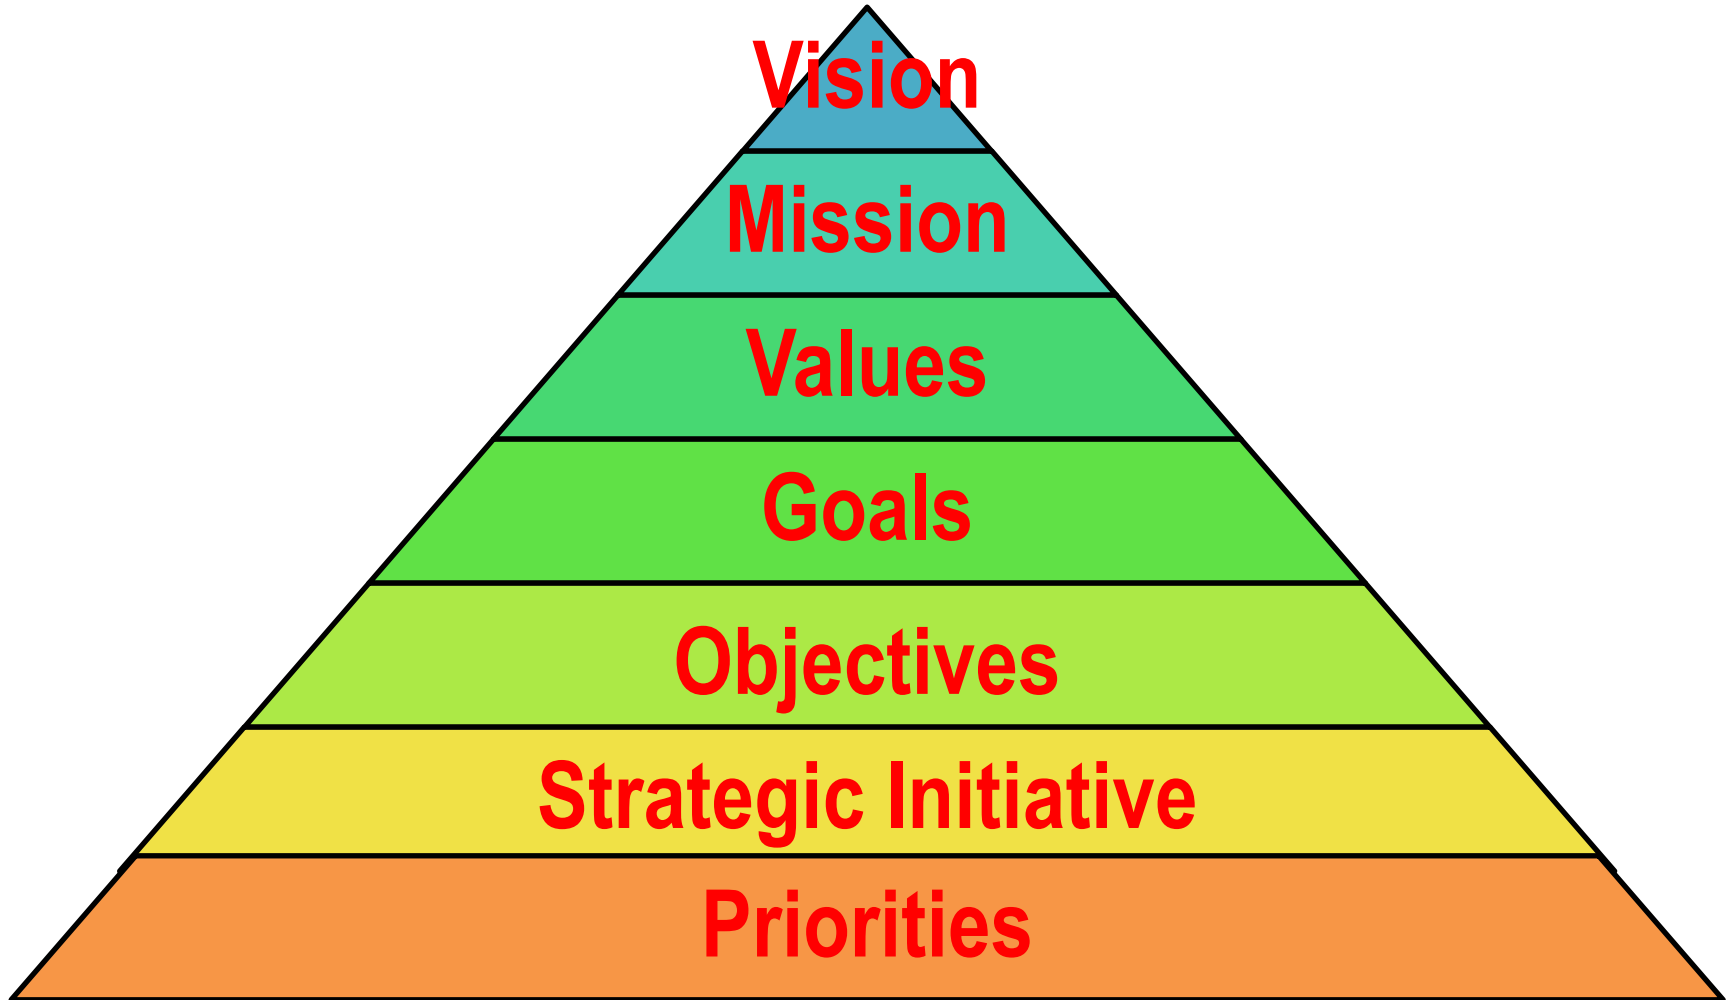 Vision
Mission
Values
Goals
Objectives
Strategic Initiative
Priorities